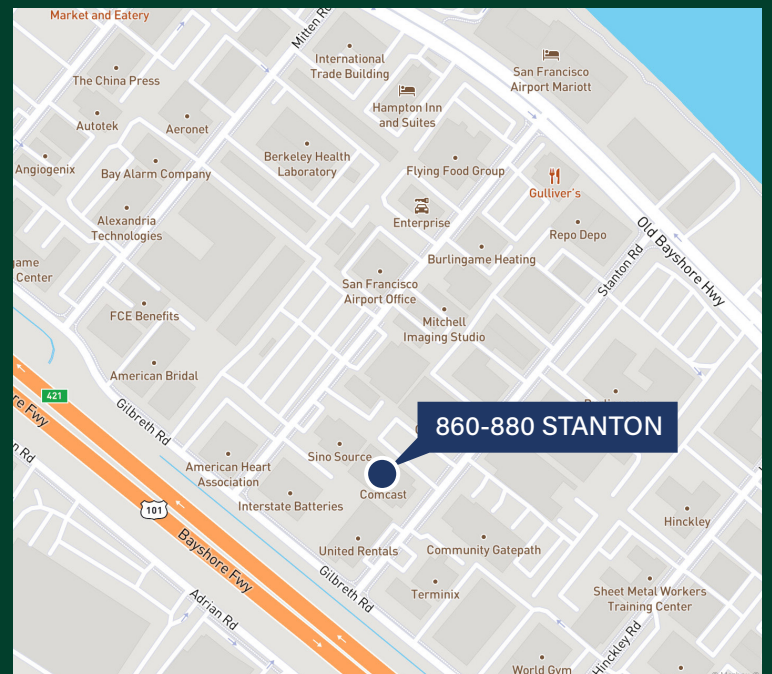 Market and Eatery
Mitten Rd
International
Trade Building
San Francisco
Airport Mariott
The China Press
Hampton Inn
and Suites
Autotek
Aeronet
Berkeley Health
Laboratory
Flying Food Group
Angiogenix
Bay Alarm Company
Gulliver's
Enterprise
Alexandria
Technologies
Repo Depo
Old Bayshore Hwy
Burlingame Heating
Stanton Rd
Center
San Francisco
Airport Office
FCE Benefits
Mitchell
Imaging Studio
American Bridal
421
Gilbreth Rd
860-880 STANTON
Sino Source
American Heart
Association
Comcast
Interstate Batteries
101
Hinckley
Bayshore Fwy
United Rentals
Community Gatepath
Gilbreth Rd
Adrian Rd
Terminix
Sheet Metal Workers
Training Center
Hinckley Rd
World Gym